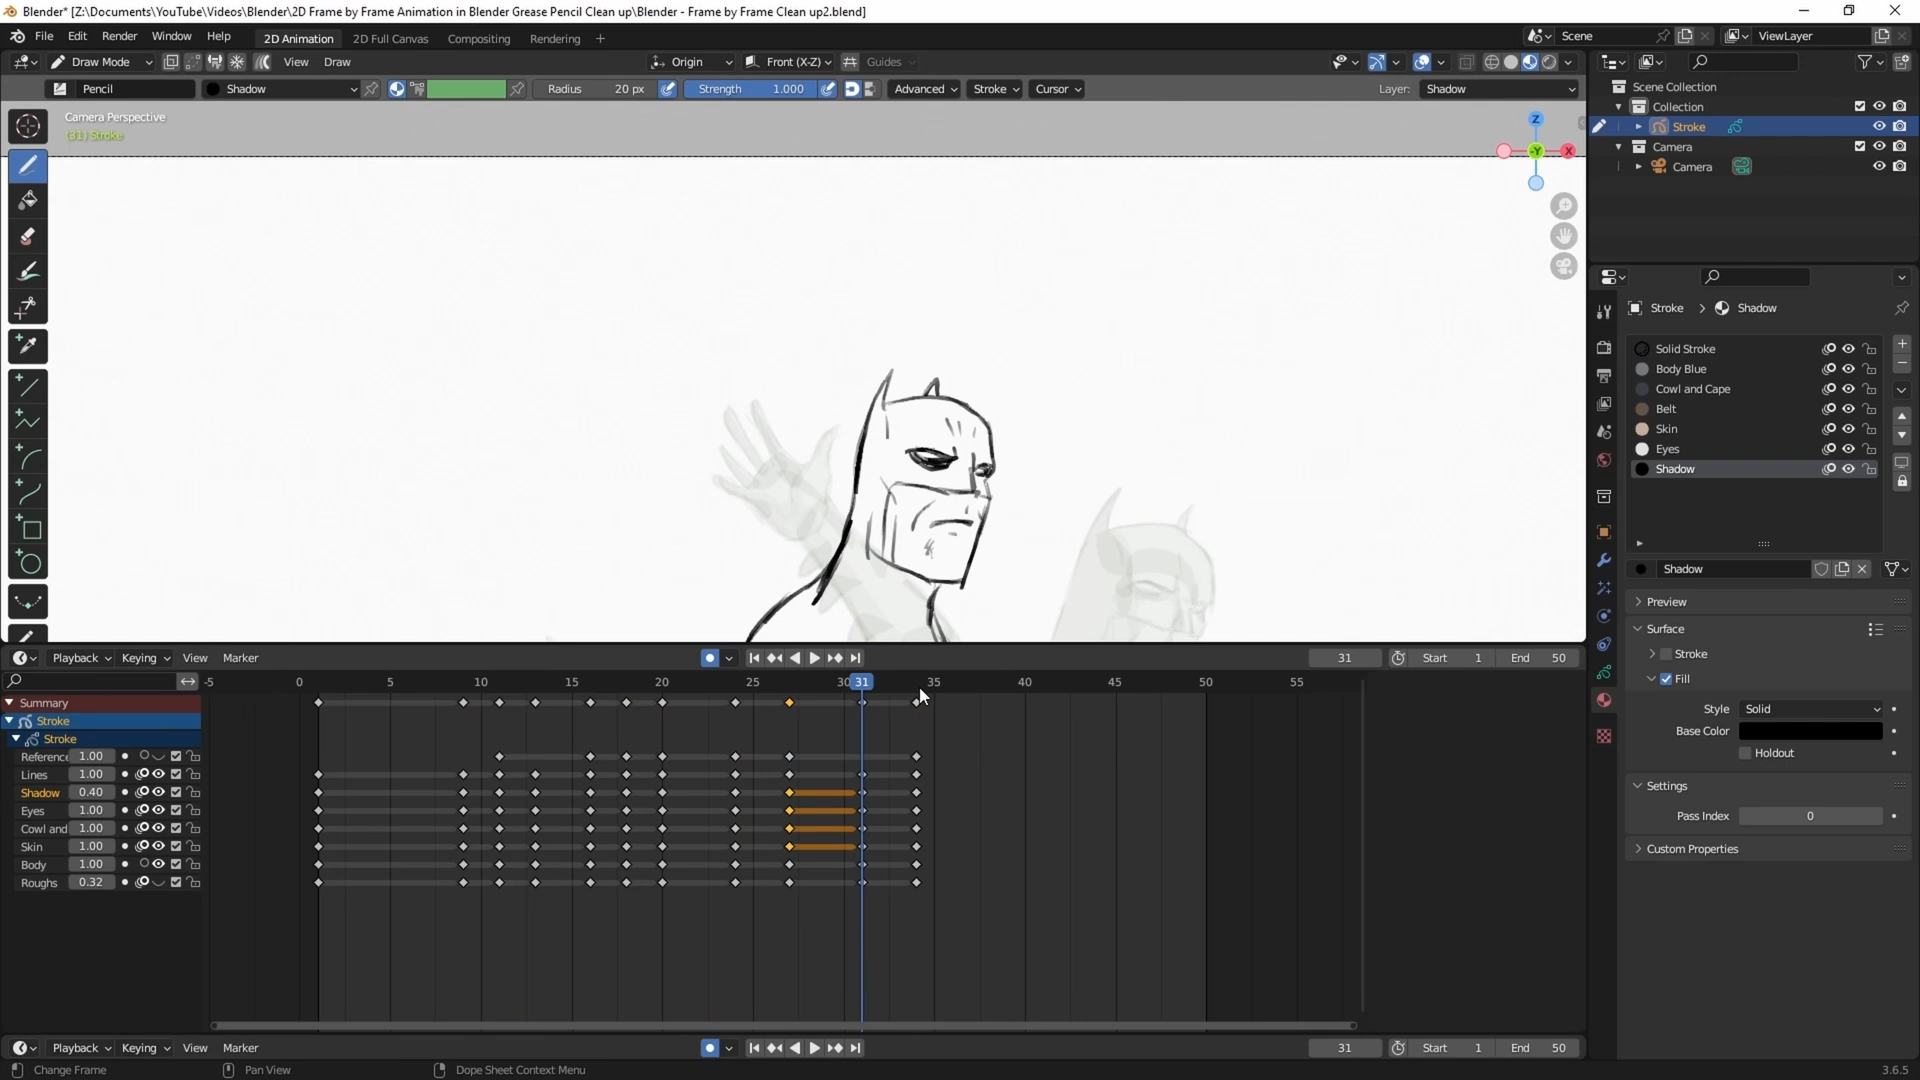 Blender* [Z:\Documents\YouTube\Videos\Blender\2D Frame by Frame Animation in Blender Grease Pencil Clean up\Blender - Frame by Frame Clean up2.blend]
File Edit Render Window Help 2D Animation 2D Full Canvas Compositing Rendering + Scene ViewLayer
Draw Mode View Draw Origin Front (X-Z) Guides
Pencil Shadow Radius 20 px Strength 1.000 Advanced Stroke Cursor Layer: Shadow
Camera Perspective
(31) Stroke
Z
-Y X
Scene Collection
Collection
Stroke
Camera
Camera
Stroke > Shadow
Solid Stroke
Body Blue
Cowl and Cape
Belt
Skin
Eyes
Shadow
Shadow
Preview
Surface
Stroke
Fill
Style Solid
Base Color
Holdout
Settings
Pass Index 0
Custom Properties
Playback Keying View Marker 31 Start 1 End 50
-5 0 5 10 15 20 25 30 31 35 40 45 50 55
Summary
Stroke
Stroke
Reference 1.00
Lines 1.00
Shadow 0.40
Eyes 1.00
Cowl and 1.00
Skin 1.00
Body 1.00
Roughs 0.32
Playback Keying View Marker 31 Start 1 End 50
Change Frame Pan View Dope Sheet Context Menu 3.6.5